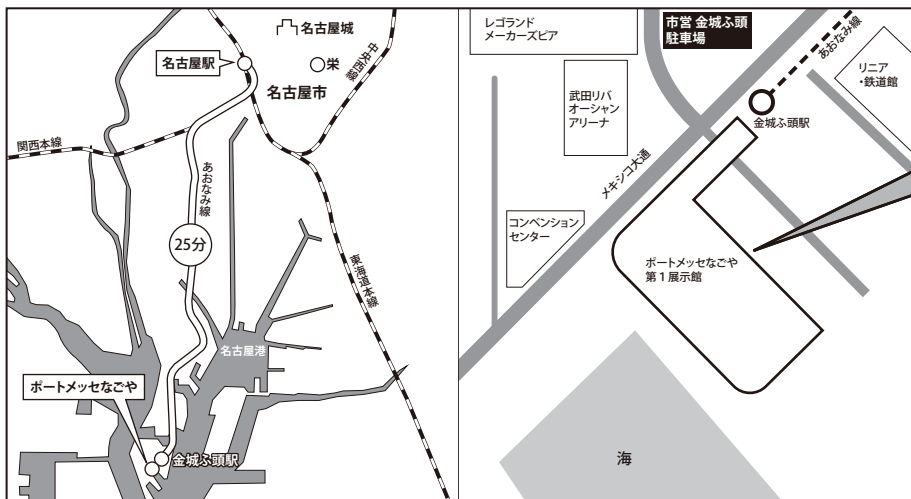 名古屋城
名古屋駅
栄
名古屋市
中央西線
関西本線
あおなみ線
25分
東海道本線
名古屋港
ポートメッセなごや
金城ふ頭駅
レゴランド
メーカーズピア
市営 金城ふ頭
駐車場
あおなみ線
リニア
・鉄道館
武田リバ
オーシャン
アリーナ
金城ふ頭駅
メキシコ大通
コンベンション
センター
ポートメッセなごや
第１展示館
海